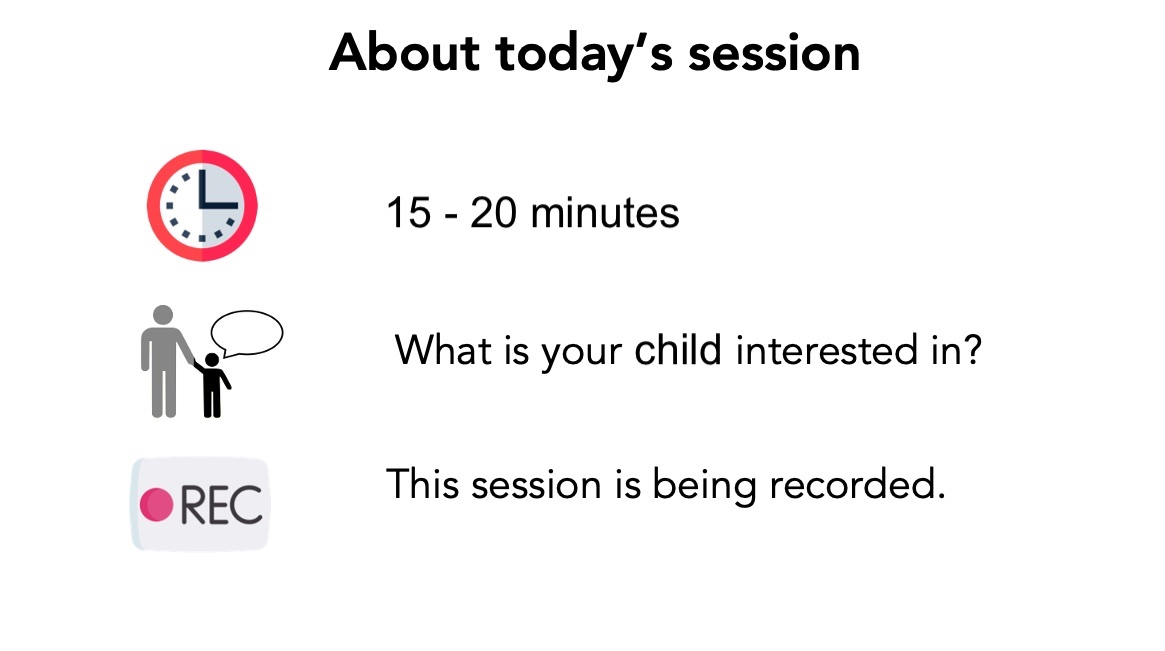 About today’s session
15 - 20 minutes
What is your child interested in?
REC
This session is being recorded.